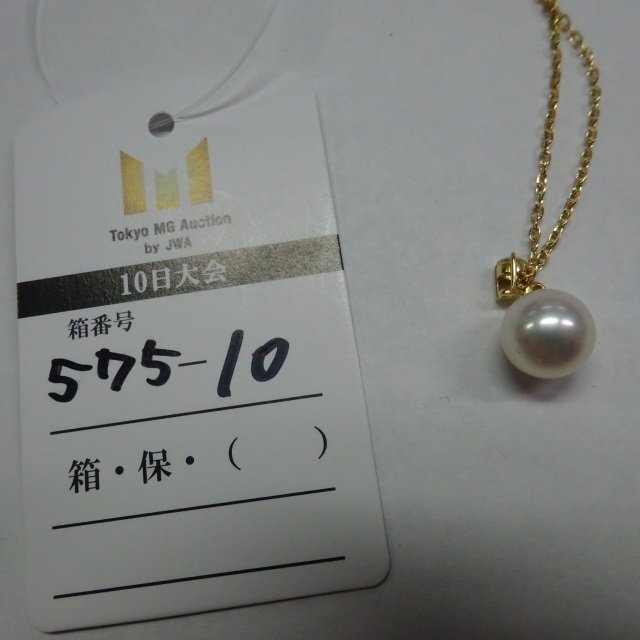 Tokyo MG Auction
by JWA
10日大会
箱番号
575-10
箱・保・（　　）